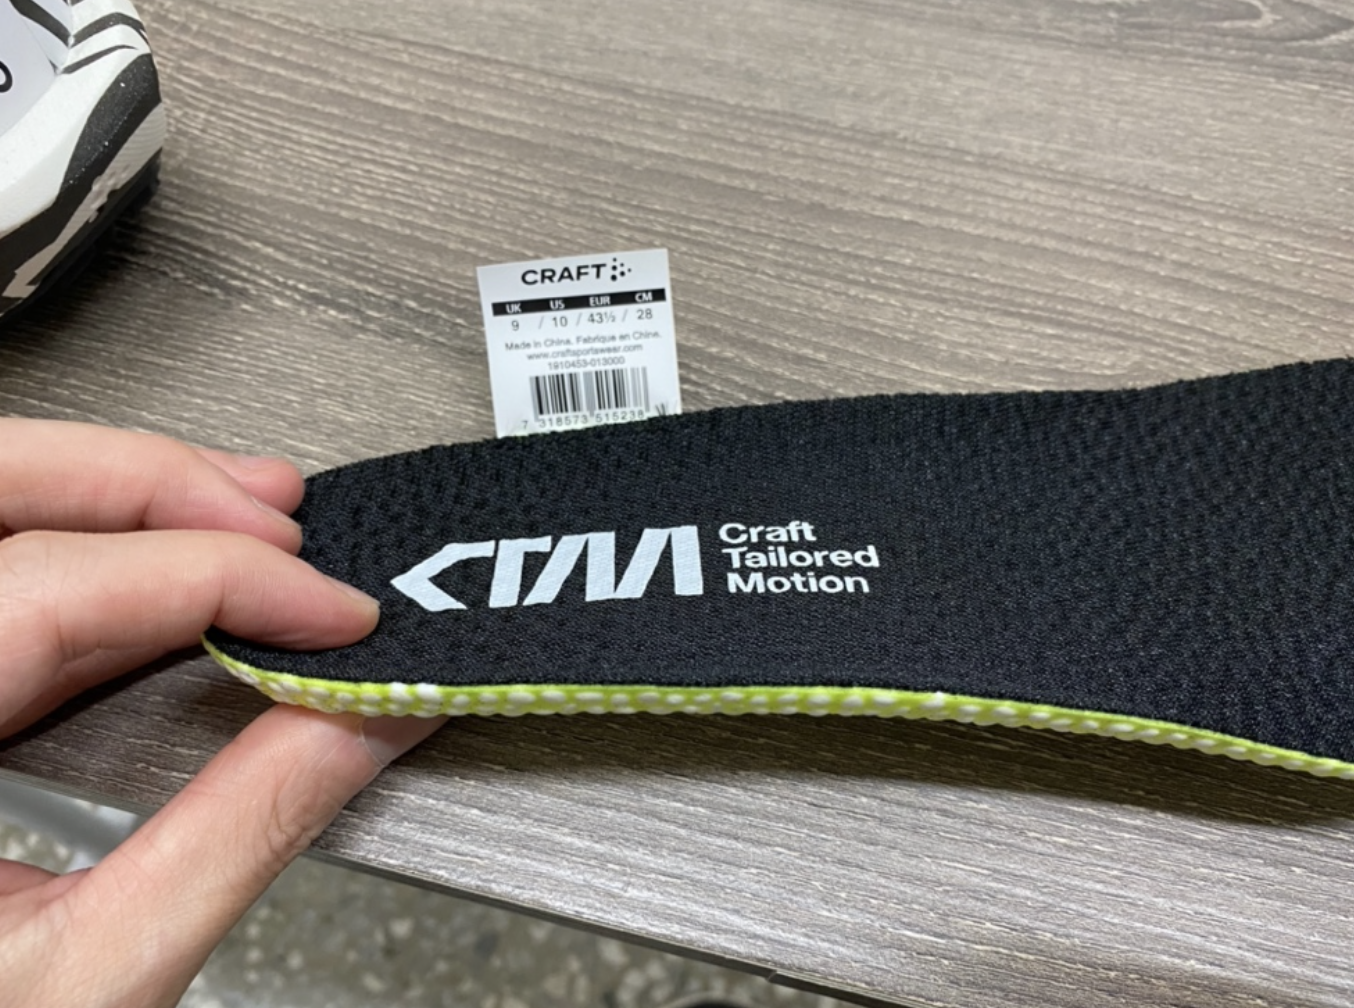 CRAFT
UK US EUR CM
9 / 10 / 43½ / 28
Made in China. Fabrique en Chine.
www.craftsportswear.com
1910453-013000
7 318573 515238
CTM
Craft
Tailored
Motion